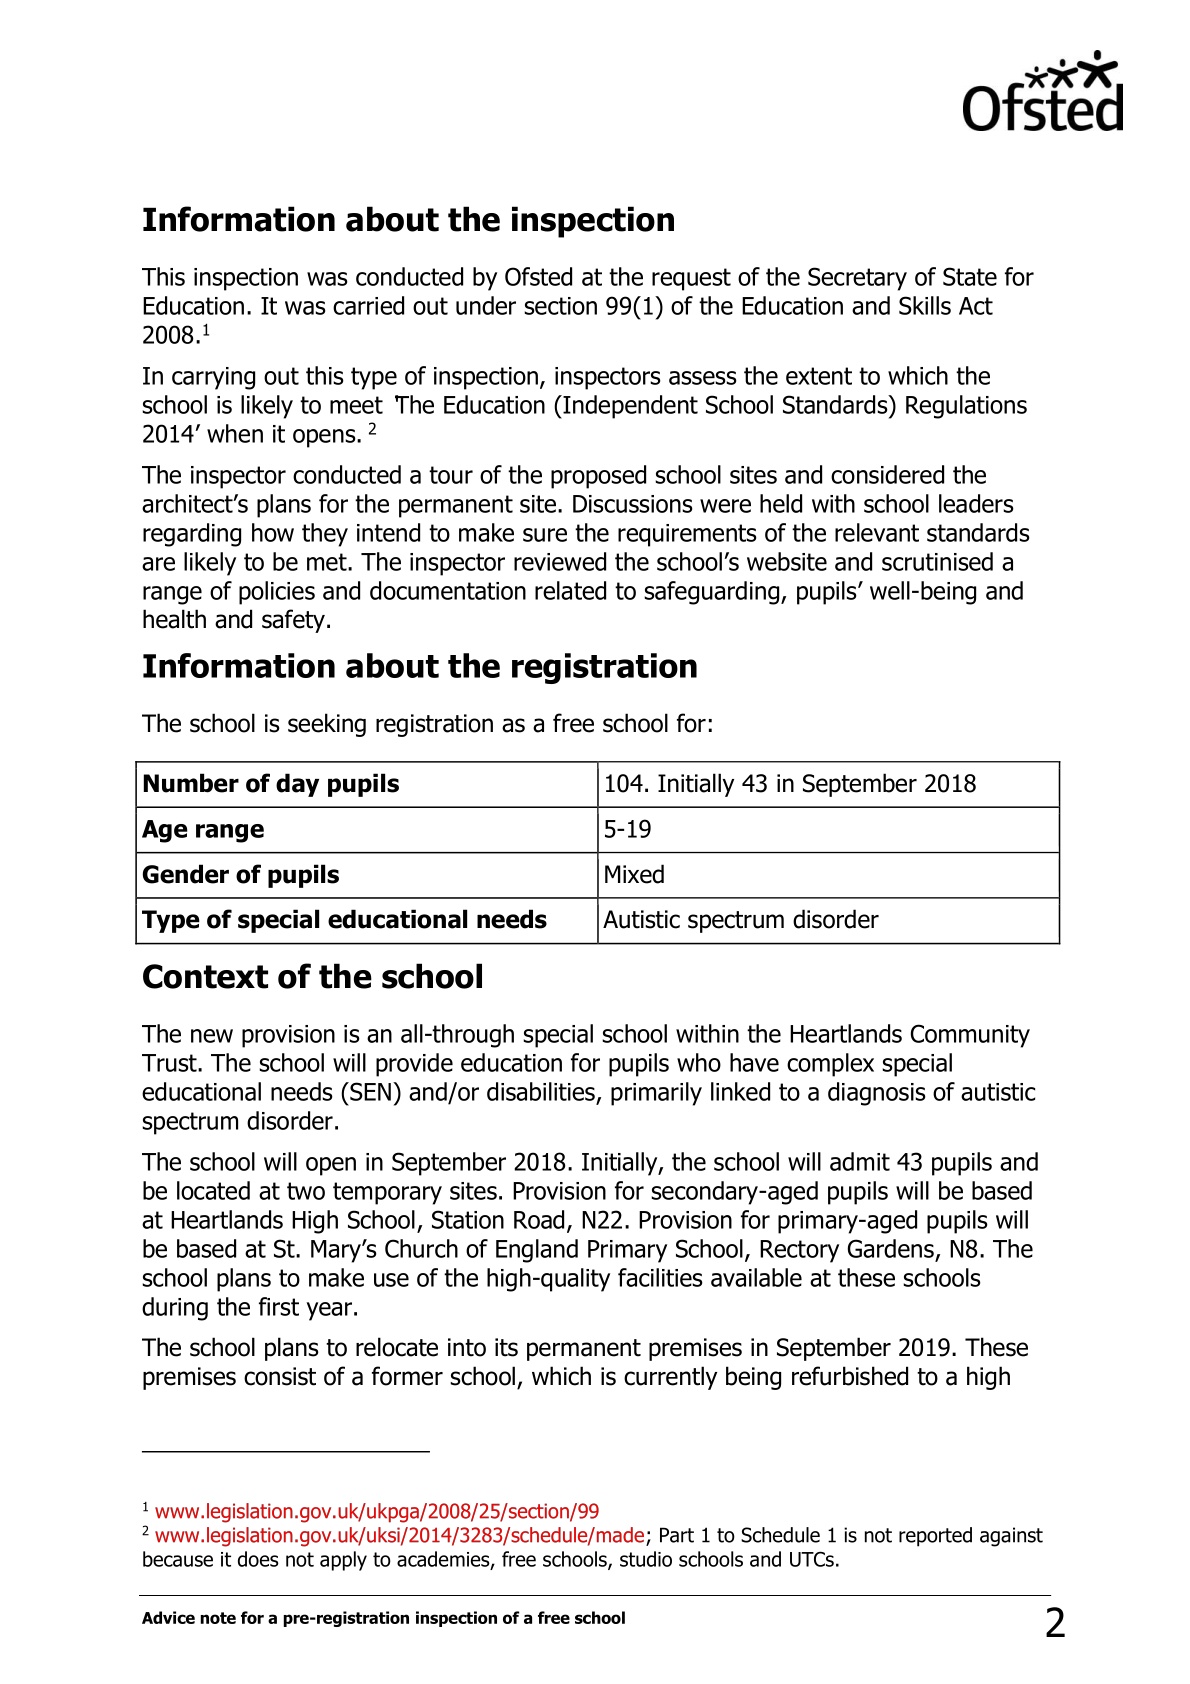 Ofsted
Information about the inspection
This inspection was conducted by Ofsted at the request of the Secretary of State for
Education. It was carried out under section 99(1) of the Education and Skills Act
2008.¹
In carrying out this type of inspection, inspectors assess the extent to which the
school is likely to meet ‘The Education (Independent School Standards) Regulations
2014’ when it opens. ²
The inspector conducted a tour of the proposed school sites and considered the
architect’s plans for the permanent site. Discussions were held with school leaders
regarding how they intend to make sure the requirements of the relevant standards
are likely to be met. The inspector reviewed the school’s website and scrutinised a
range of policies and documentation related to safeguarding, pupils’ well-being and
health and safety.
Information about the registration
The school is seeking registration as a free school for:
Number of day pupils 104. Initially 43 in September 2018
Age range 5-19
Gender of pupils Mixed
Type of special educational needs Autistic spectrum disorder
Context of the school
The new provision is an all-through special school within the Heartlands Community
Trust. The school will provide education for pupils who have complex special
educational needs (SEN) and/or disabilities, primarily linked to a diagnosis of autistic
spectrum disorder.
The school will open in September 2018. Initially, the school will admit 43 pupils and
be located at two temporary sites. Provision for secondary-aged pupils will be based
at Heartlands High School, Station Road, N22. Provision for primary-aged pupils will
be based at St. Mary’s Church of England Primary School, Rectory Gardens, N8. The
school plans to make use of the high-quality facilities available at these schools
during the first year.
The school plans to relocate into its permanent premises in September 2019. These
premises consist of a former school, which is currently being refurbished to a high
¹ www.legislation.gov.uk/ukpga/2008/25/section/99
² www.legislation.gov.uk/uksi/2014/3283/schedule/made; Part 1 to Schedule 1 is not reported against
because it does not apply to academies, free schools, studio schools and UTCs.
Advice note for a pre-registration inspection of a free school 2